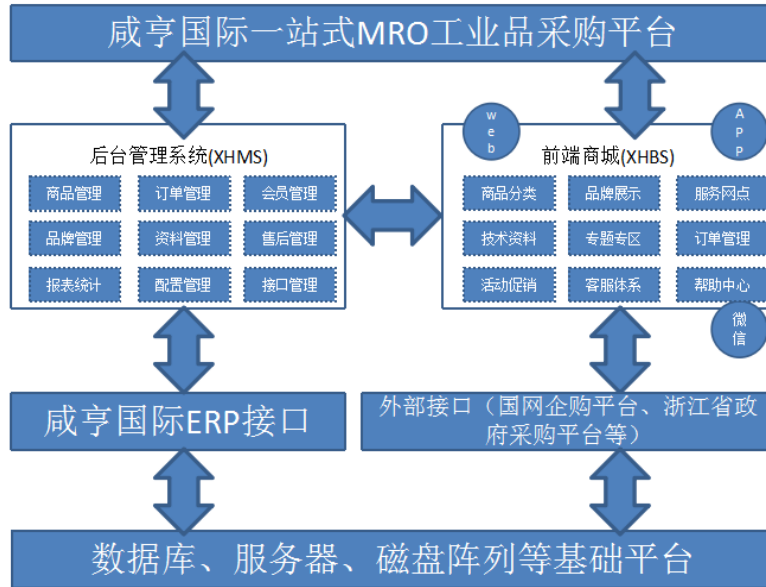 咸亨国际一站式MRO工业品采购平台
web
APP
后台管理系统(XHMS)
前端商城(XHBS)
商品管理 订单管理 会员管理
品牌管理 资料管理 售后管理
报表统计 配置管理 接口管理
商品分类 品牌展示 服务网点
技术资料 专题专区 订单管理
活动促销 客服体系 帮助中心
微信
咸亨国际ERP接口
外部接口（国网企购平台、浙江省政
府采购平台等）
数据库、服务器、磁盘阵列等基础平台